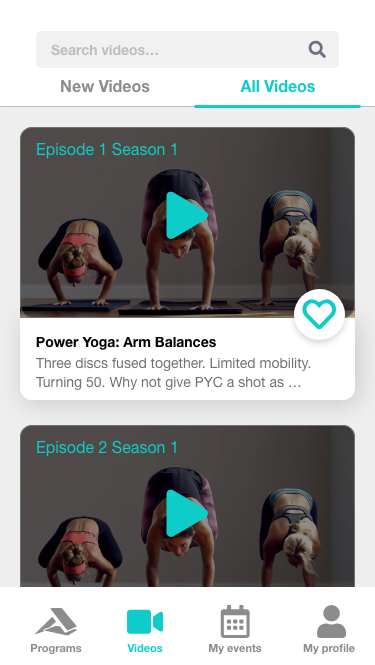 Search videos...
New Videos
All Videos
Episode 1 Season 1
Power Yoga: Arm Balances
Three discs fused together. Limited mobility.
Turning 50. Why not give PYC a shot as ...
Episode 2 Season 1
Programs
Videos
My events
My profile